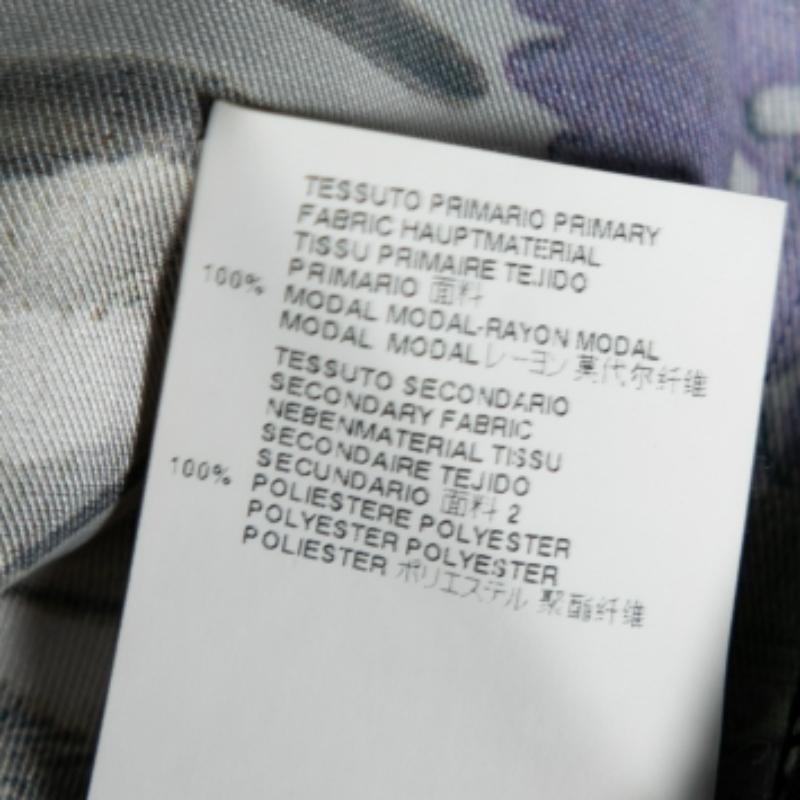 TESSUTO PRIMARIO PRIMARY
FABRIC HAUPTMATERIAL
TISSU PRIMAIRE TEJIDO
PRIMARIO 面料
100% MODAL MODAL-RAYON MODAL
MODAL MODAL レーヨン 莫代尔纤维
TESSUTO SECONDARIO
SECONDARY FABRIC
NEBENMATERIAL TISSU
SECONDAIRE TEJIDO
SECUNDARIO 面料 2
100% POLIESTERE POLYESTER
POLYESTER POLYESTER
POLIESTER ポリエステル 聚酯纤维